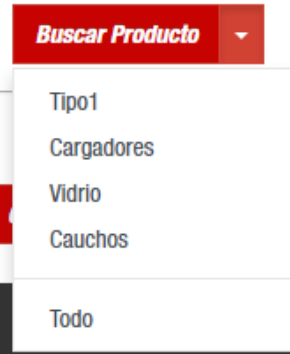 Buscar Producto
Tipo1
Cargadores
Vidrio
Cauchos
Todo